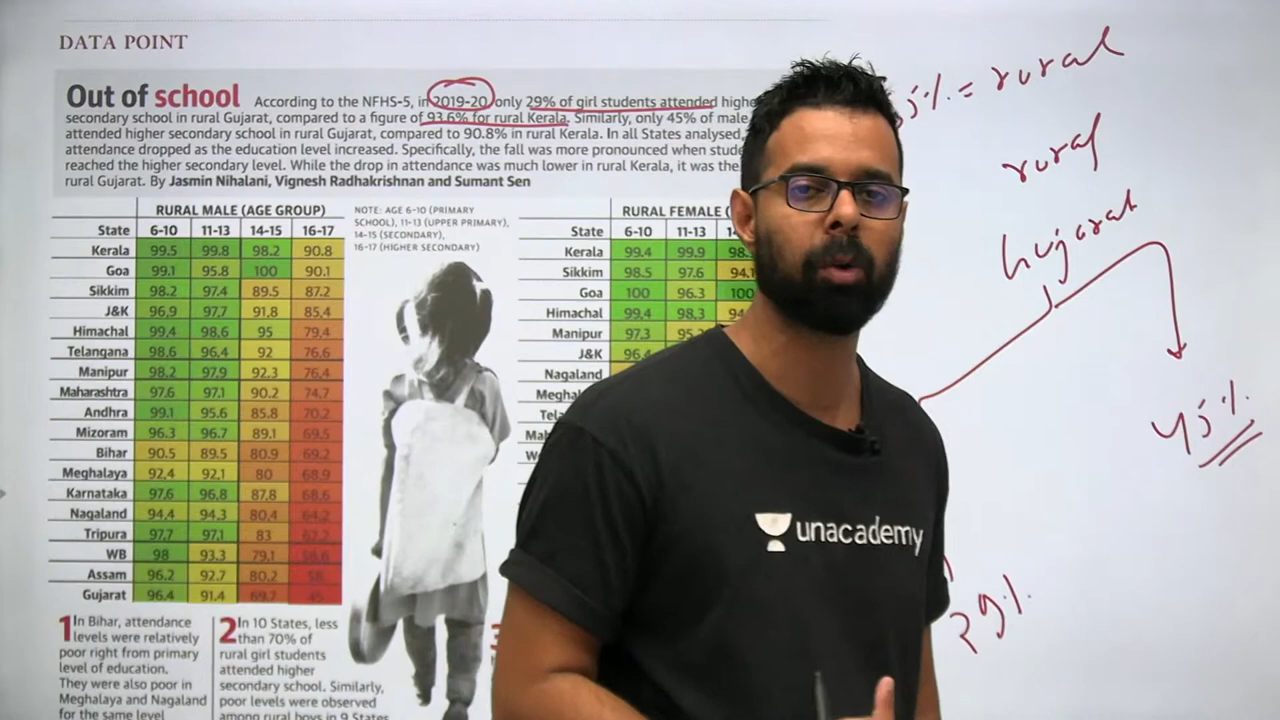 DATA POINT
Out of school According to the NFHS-5, in 2019-20 only 29% of girl students attended highe
secondary school in rural Gujarat, compared to a figure of 93.6% for rural Kerala. Similarly, only 45% of male
attended higher secondary school in rural Gujarat, compared to 90.8% in rural Kerala. In all States analysed,
attendance dropped as the education level increased. Specifically, the fall was more pronounced when stude
reached the higher secondary level. While the drop in attendance was much lower in rural Kerala, it was the
rural Gujarat. By Jasmin Nihalani, Vignesh Radhakrishnan and Sumant Sen
RURAL MALE (AGE GROUP)
State 6-10 11-13 14-15 16-17
Kerala 99.5 99.8 98.2 90.8
Goa 99.1 95.8 100 90.1
Sikkim 98.2 97.4 89.5 87.2
J&K 96,9 97,7 91,8 85,4
Himachal 99.4 98.6 95 79.4
Telangana 98.6 96.4 92 76.6
Manipur 98.2 97.9 92.3 76.4
Maharashtra 97.6 97.1 90.2 74.7
Andhra 99.1 95.6 85.8 70.2
Mizoram 96.3 96.7 89.1 69.5
Bihar 90.5 89.5 80.9 69.2
Meghalaya 92.4 92.1 80 68.9
Karnataka 97,6 96,8 87,8 68,6
Nagaland 94.4 94.3 80.4 64.2
Tripura 97.7 97.1 83
WB 98 93.3 79.1 58.6
Assam 96.2 92.7 80.2 58
Gujarat 96.4 91.4 69.7 45
NOTE: AGE 6-10 (PRIMARY
SCHOOL), 11-13 (UPPER PRIMARY),
14-15 (SECONDARY),
16-17 (HIGHER SECONDARY)
RURAL FEMALE (
State 6-10 11-13 1
Kerala 99.4 99.9 98.
Sikkim 98.5 97.6 94.1
Goa 100 96.3 100
Himachal 99.4 98.3 94
Manipur 97.3 95.
J&K 96.4
Nagaland
Megha
Tela
Mah
W
1 In Bihar, attendance
levels were relatively
poor right from primary
level of education.
They were also poor in
Meghalaya and Nagaland
for the same level
2 In 10 States, less
than 70% of
rural girl students
attended higher
secondary school. Similarly,
poor levels were observed
among rural boys in 9 States
3
5% = rural
rural
Gujarat
45%
29%
unacademy